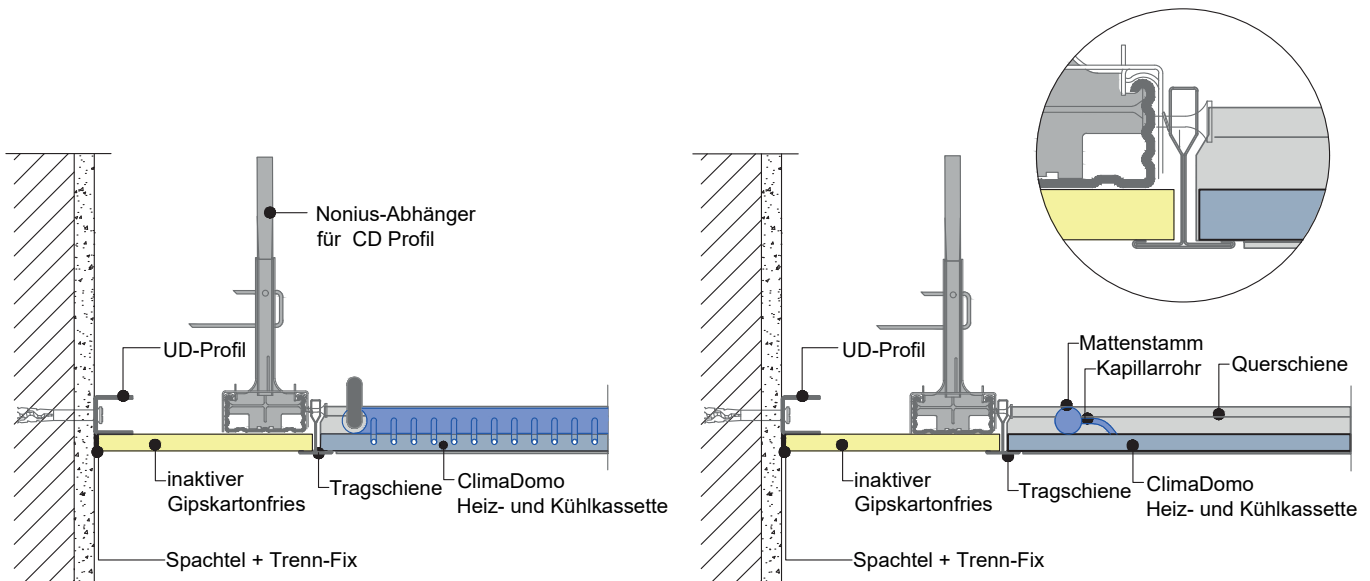 Nonius-Abhänger
für CD Profil
UD-Profil
inaktiver
Gipskartonfries
Tragschiene
ClimaDomo
Heiz- und Kühlkassette
Spachtel + Trenn-Fix
UD-Profil
Mattenstamm
Kapillarrohr
Querschiene
inaktiver
Gipskartonfries
Tragschiene
ClimaDomo
Heiz- und Kühlkassette
Spachtel + Trenn-Fix